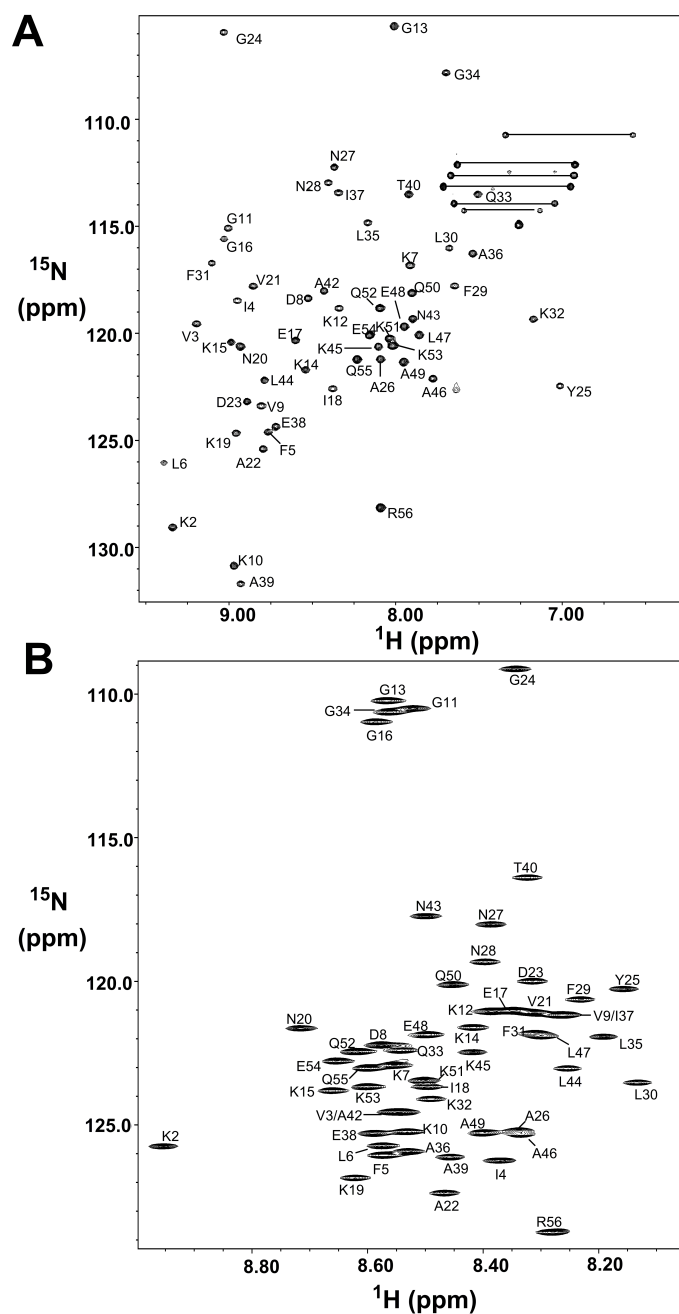 A
G24
G13
G34
110.0
N27
N28
I37
T40
Q33
G11
115.0
L35
G16
L30
A36
15N
F31
V21
A42
K7
(ppm)
I4
D8
Q52
E48
Q50
F29
K12
N43
K32
V3
120.0
K15
N20
E17
E54
K51
L47
K45
K53
K14
L44
Q55
A26
A49
A46
I18
Y25
D23
V9
E38
125.0
K19
F5
A22
L6
K2
R56
130.0
K10
A39
9.00
8.00
7.00
1H (ppm)
B
G24
110.0
G13
G34
G11
G16
115.0
T40
15N
N43
N27
(ppm)
N28
120.0
Q50
D23
Y25
E17
F29
K12
V21
V9/I37
N20
D8
E48
Q52
Q33
K14
F31
L47
L35
E54
K45
Q55
K7
K51
L44
K15
K53
I18
L30
K32
V3/A42
K10
A49
A26
E38
125.0
K2
A36
A46
L6
F5
A39
I4
K19
A22
R56
8.80
8.60
8.40
8.20
1H (ppm)